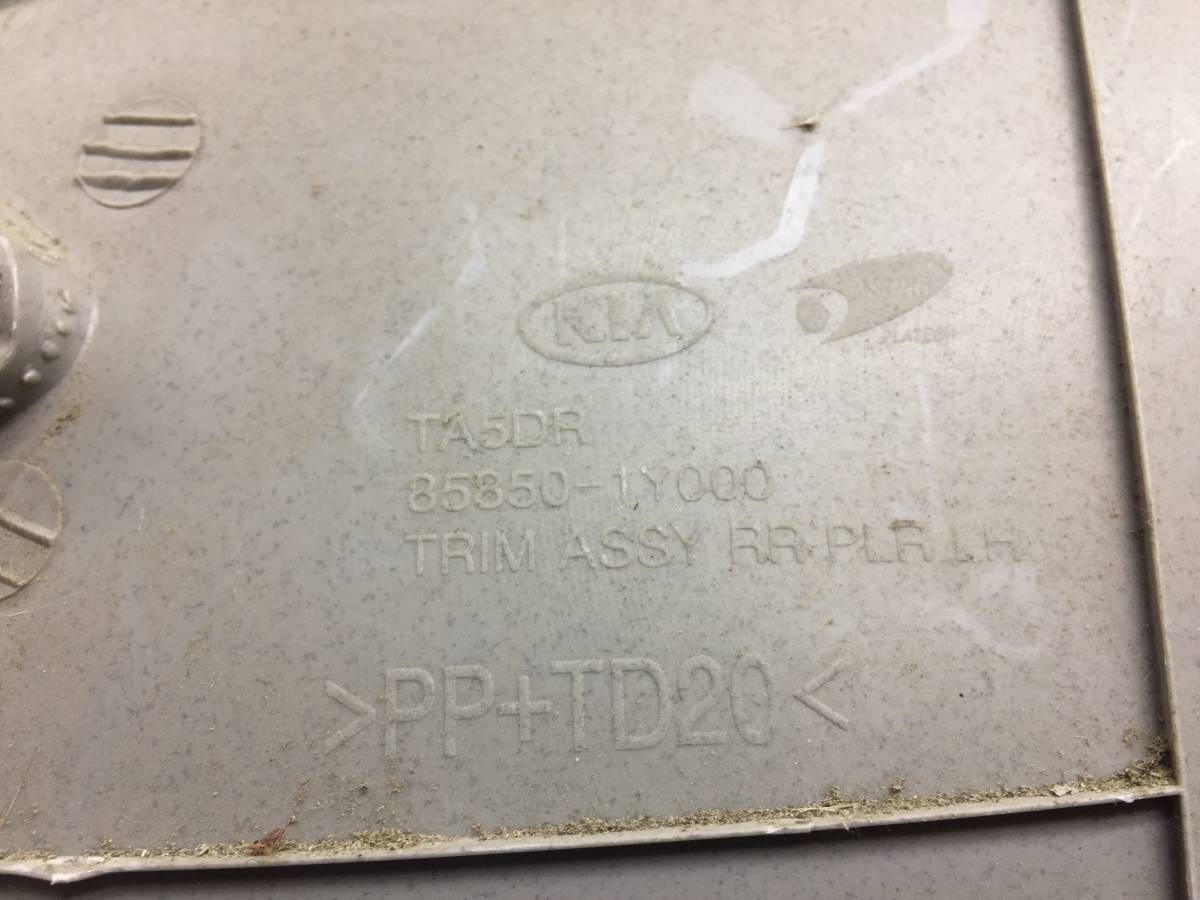 KIA
TA5DR
85850-1Y000
TRIM ASSY RR PLR LH
>PP+TD20<